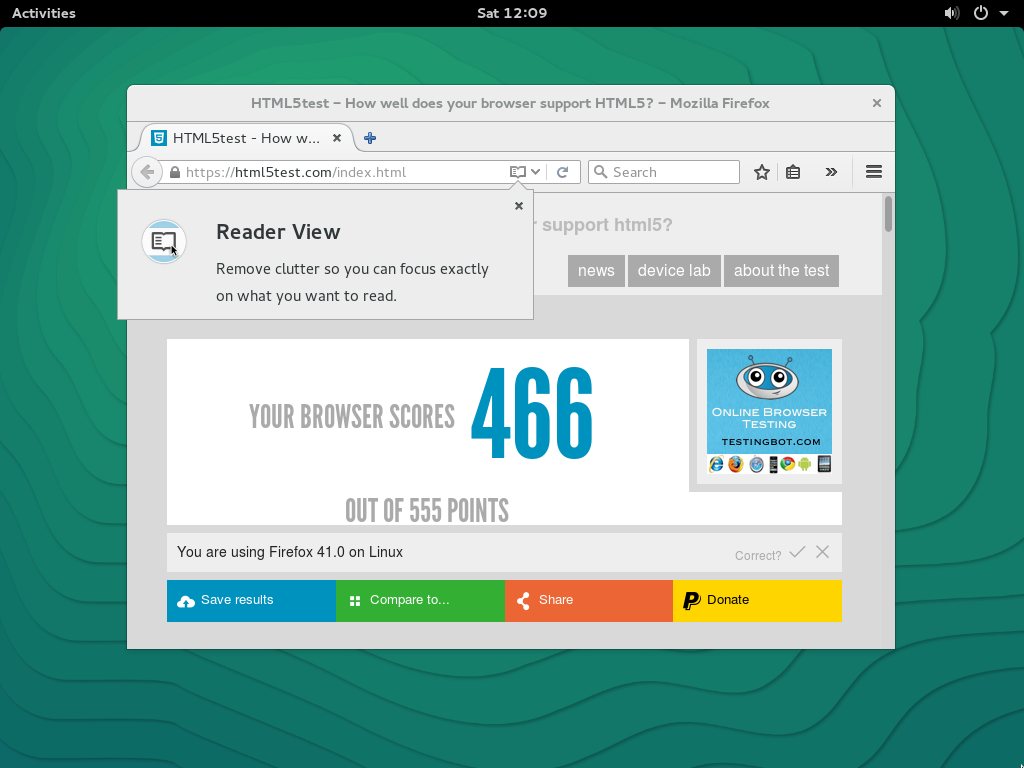 Activities
Sat 12:09
HTML5test – How well does your browser support HTML5? – Mozilla Firefox
HTML5test - How w...
https://html5test.com/index.html
Search
Reader View
Remove clutter so you can focus exactly
on what you want to read.
support html5?
news
device lab
about the test
YOUR BROWSER SCORES
466
OUT OF 555 POINTS
ONLINE BROWSER
TESTING
TESTINGBOT.COM
You are using Firefox 41.0 on Linux
Correct?
Save results
Compare to...
Share
Donate